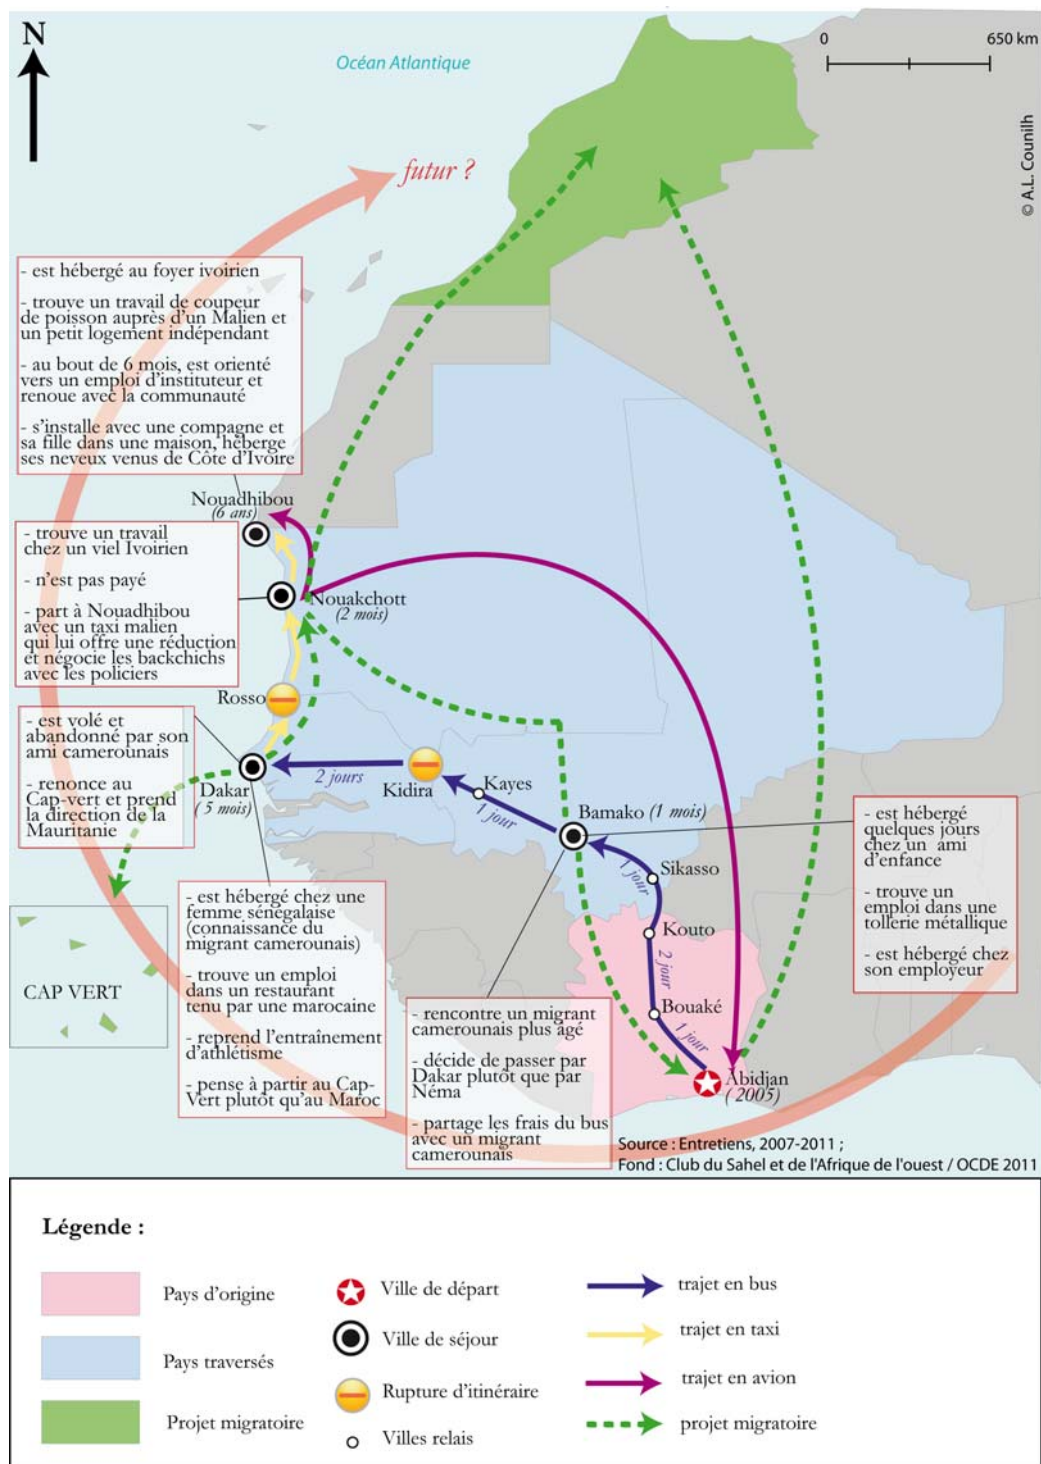 N
Océan Atlantique
0
650 km
© A.L. Counilh
futur ?
- est hébergé au foyer ivoirien
- trouve un travail de coupeur
de poisson auprès d'un Malien et
un petit logement indépendant
- au bout de 6 mois, est orienté
vers un emploi d'instituteur et
renoue avec la communauté
- s'installe avec une compagne et
sa fille dans une maison, héberge
ses neveux venus de Côte d'Ivoire
Nouadhibou
(6 ans)
- trouve un travail
chez un viel Ivoirien
- n'est pas payé
- part à Nouadhibou
avec un taxi malien
qui lui offre une réduction
et négocie les backchichs
avec les policiers
Nouakchott
(2 mois)
Rosso
- est volé et
abandonné par son
ami camerounais
- renonce au
Cap-vert et prend
la direction de la
Mauritanie
Dakar
(5 mois)
2 jours
Kidira
Kayes
1 jour
Bamako (1 mois)
- est hébergé
quelques jours
chez un ami
d'enfance
- trouve un
emploi dans une
tollerie métallique
- est hébergé chez
son employeur
1 jour
Sikasso
Kouto
2 jour
Bouaké
1 jour
Abidjan
(2005)
CAP VERT
- est hébergé chez une
femme sénégalaise
(connaissance du
migrant camerounais)
- trouve un emploi
dans un restaurant
tenu par une marocaine
- reprend l'entraînement
d'athlétisme
- pense à partir au Cap-
Vert plutôt qu'au Maroc
- rencontre un migrant
camerounais plus âgé
- décide de passer par
Dakar plutôt que par
Néma
- partage les frais du bus
avec un migrant
camerounais
Source : Entretiens, 2007-2011 ;
Fond : Club du Sahel et de l'Afrique de l'ouest / OCDE 2011
Légende :
Pays d'origine
Pays traversés
Projet migratoire
Ville de départ
Ville de séjour
Rupture d'itinéraire
Villes relais
trajet en bus
trajet en taxi
trajet en avion
projet migratoire